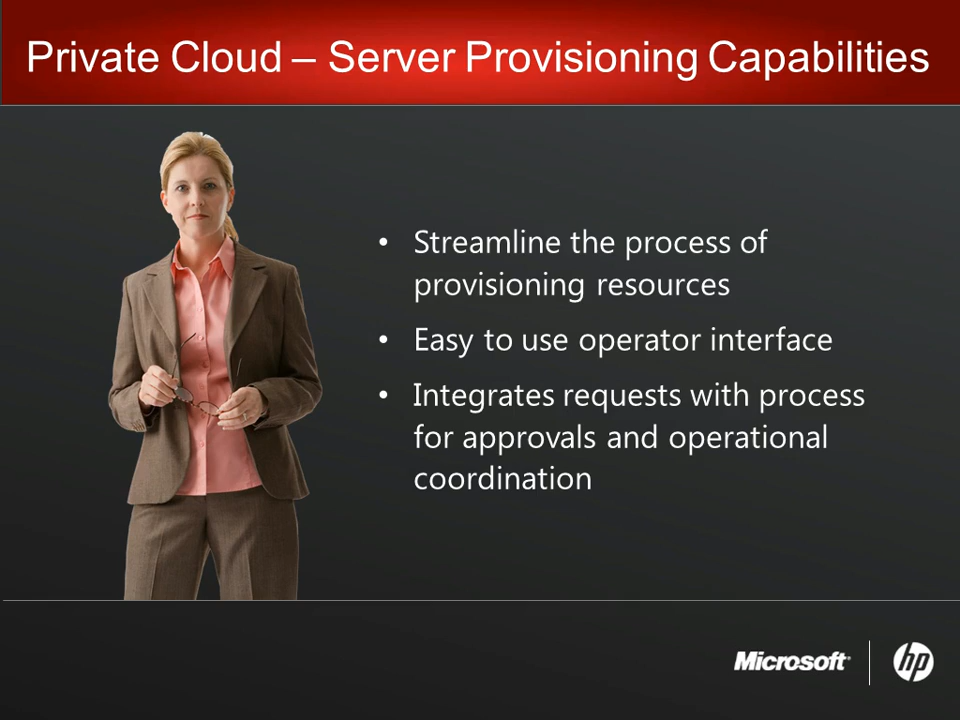 Private Cloud – Server Provisioning Capabilities
• Streamline the process of
provisioning resources
• Easy to use operator interface
• Integrates requests with process
for approvals and operational
coordination
Microsoft®
hp